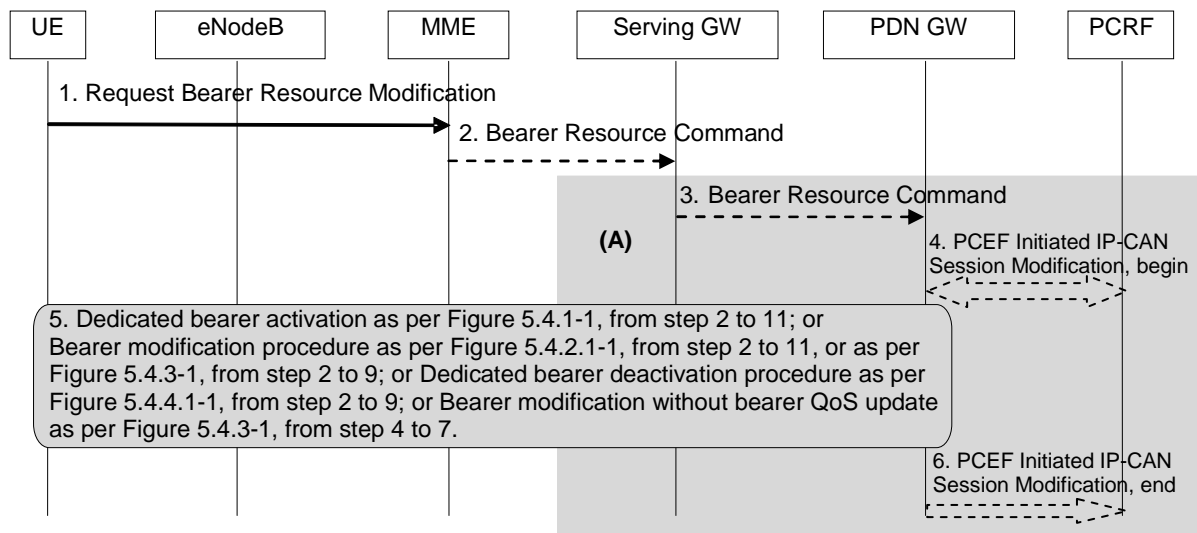 UE
eNodeB
MME
Serving GW
PDN GW
PCRF
1. Request Bearer Resource Modification
2. Bearer Resource Command
3. Bearer Resource Command
(A)
4. PCEF Initiated IP-CAN
Session Modification, begin
5. Dedicated bearer activation as per Figure 5.4.1-1, from step 2 to 11; or
Bearer modification procedure as per Figure 5.4.2.1-1, from step 2 to 11, or as per
Figure 5.4.3-1, from step 2 to 9; or Dedicated bearer deactivation procedure as per
Figure 5.4.4.1-1, from step 2 to 9; or Bearer modification without bearer QoS update
as per Figure 5.4.3-1, from step 4 to 7.
6. PCEF Initiated IP-CAN
Session Modification, end